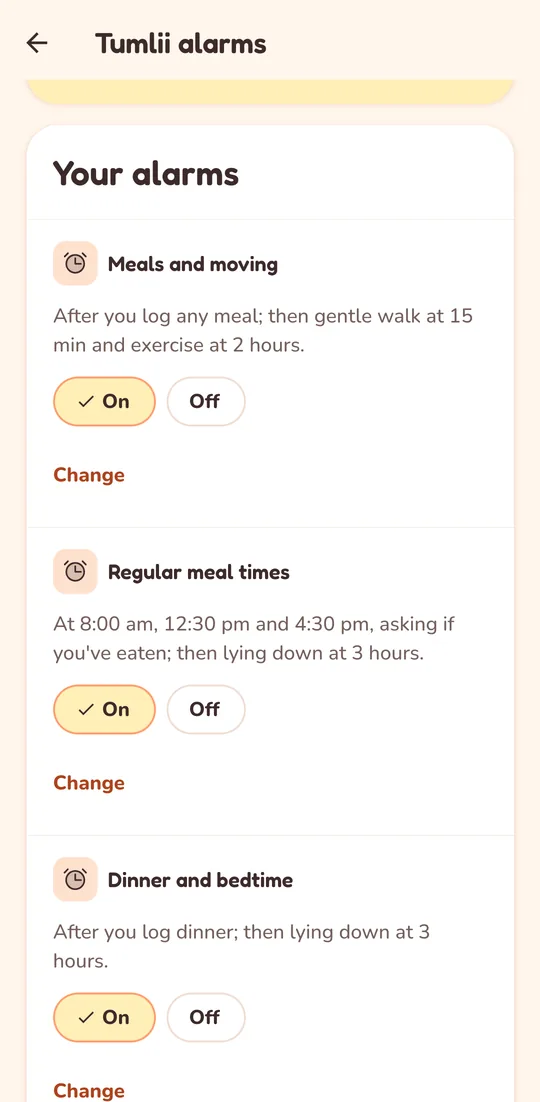 Tumlii alarms
Your alarms
Meals and moving
After you log any meal; then gentle walk at 15
min and exercise at 2 hours.
On
Off
Change
Regular meal times
At 8:00 am, 12:30 pm and 4:30 pm, asking if
you've eaten; then lying down at 3 hours.
On
Off
Change
Dinner and bedtime
After you log dinner; then lying down at 3
hours.
On
Off
Change